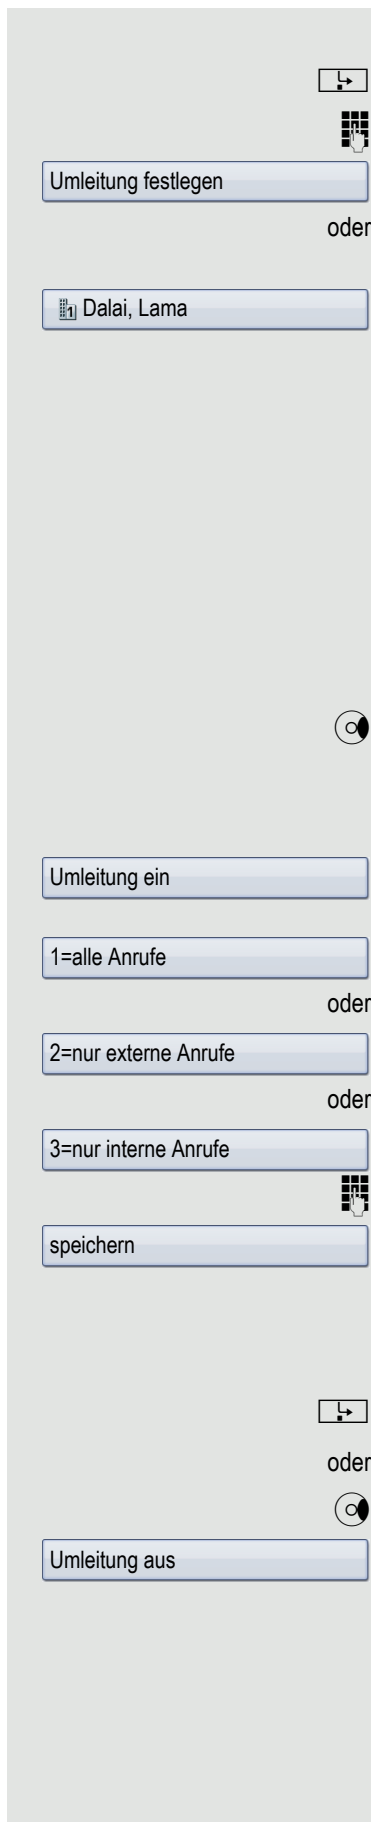 Umleitung festlegen
oder
1 Dalai, Lama
Umleitung ein
1=alle Anrufe
oder
2=nur externe Anrufe
oder
3=nur interne Anrufe
speichern
oder
Umleitung aus